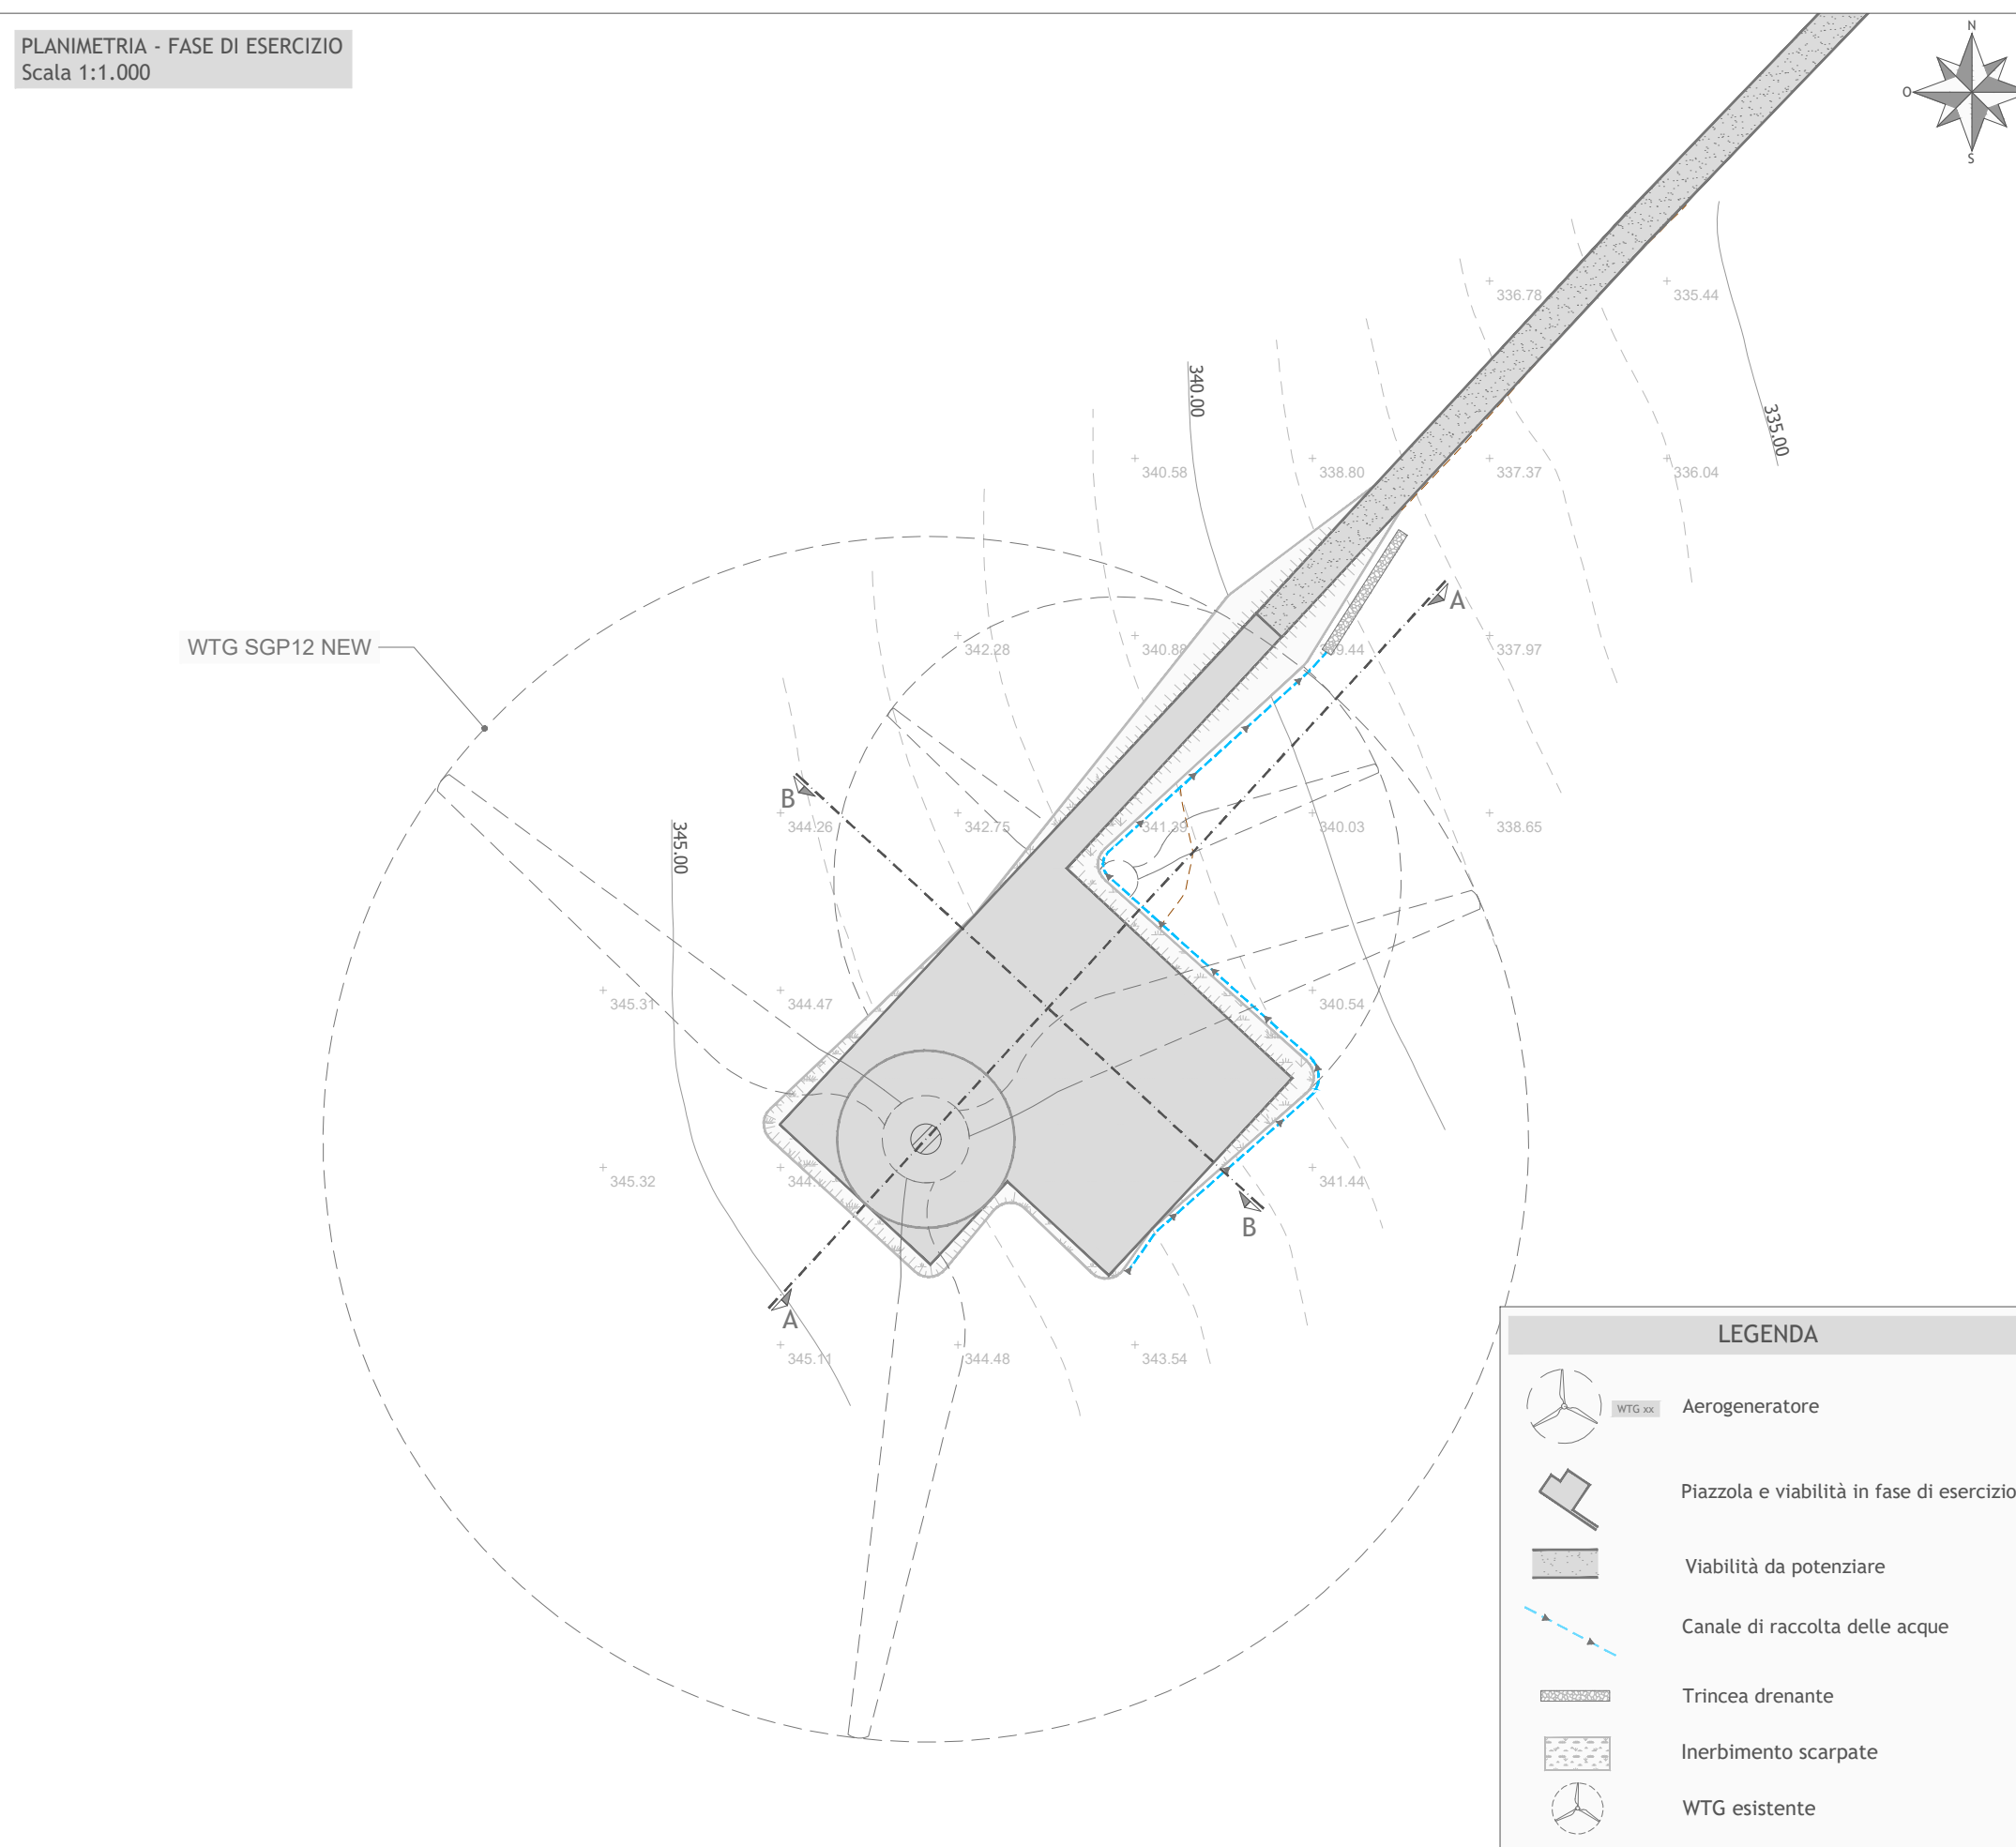 PLANIMETRIA - FASE DI ESERCIZIO
Scala 1:1.000
N
O
S
336.78
335.44
340.00
335.00
340.58
338.80
337.37
336.04
WTG SGP12 NEW
342.28
340.88
337.97
A
B
344.26
342.75
341.39
340.03
338.65
345.00
345.31
344.47
340.54
345.32
341.44
B
A
345.11
344.48
343.54
LEGENDA
WTG xx
Aerogeneratore
Piazzola e viabilità in fase di esercizio
Viabilità da potenziare
Canale di raccolta delle acque
Trincea drenante
Inerbimento scarpate
WTG esistente